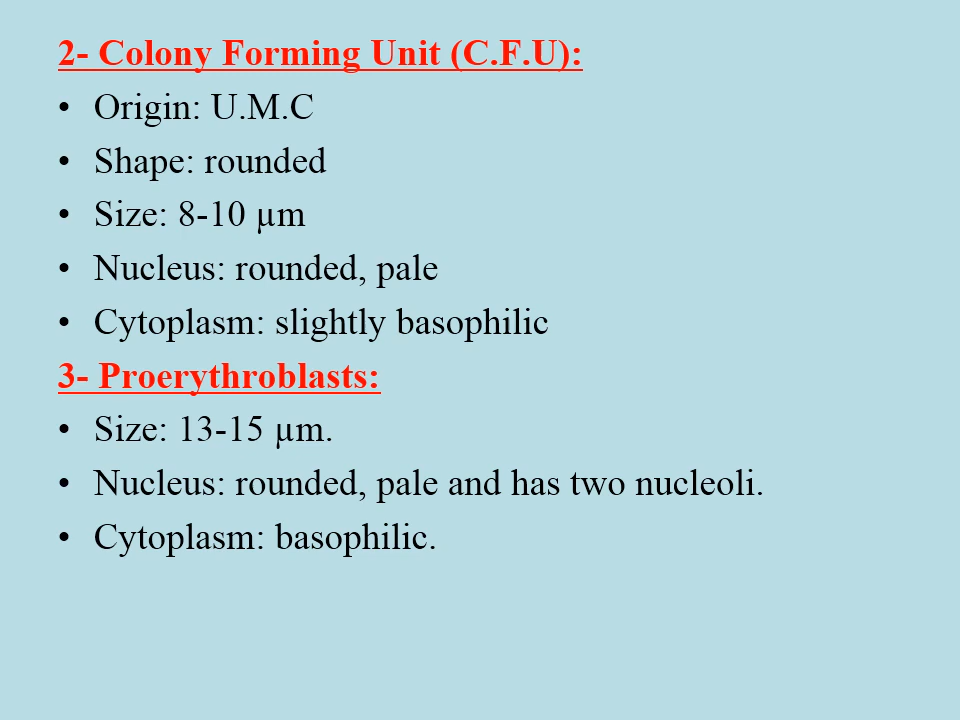 2- Colony Forming Unit (C.F.U):
• Origin: U.M.C
• Shape: rounded
• Size: 8-10 µm
• Nucleus: rounded, pale
• Cytoplasm: slightly basophilic
3- Proerythroblasts:
• Size: 13-15 µm.
• Nucleus: rounded, pale and has two nucleoli.
• Cytoplasm: basophilic.